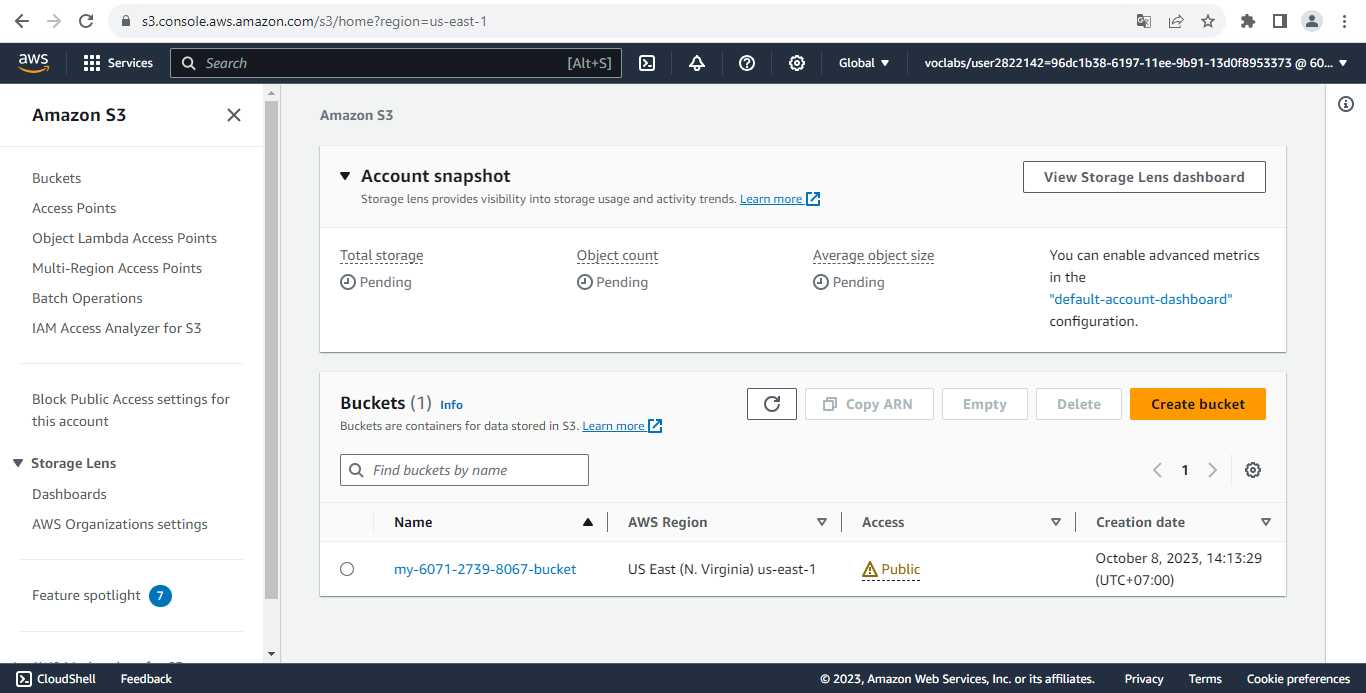 s3.console.aws.amazon.com/s3/home?region=us-east-1
aws
Services
Search
[Alt+S]
Global
voclabs/user2822142=96dc1b38-6197-11ee-9b91-13d0f8953373 @ 60...
Amazon S3
Buckets
Access Points
Object Lambda Access Points
Multi-Region Access Points
Batch Operations
IAM Access Analyzer for S3
Block Public Access settings for
this account
Storage Lens
Dashboards
AWS Organizations settings
Feature spotlight 7
Amazon S3
Account snapshot
Storage lens provides visibility into storage usage and activity trends. Learn more
View Storage Lens dashboard
Total storage
Pending
Object count
Pending
Average object size
Pending
You can enable advanced metrics
in the
"default-account-dashboard"
configuration.
Buckets (1) Info
Buckets are containers for data stored in S3. Learn more
Copy ARN
Empty
Delete
Create bucket
Find buckets by name
1
Name
AWS Region
Access
Creation date
my-6071-2739-8067-bucket
US East (N. Virginia) us-east-1
Public
October 8, 2023, 14:13:29
(UTC+07:00)
CloudShell
Feedback
© 2023, Amazon Web Services, Inc. or its affiliates.
Privacy
Terms
Cookie preferences